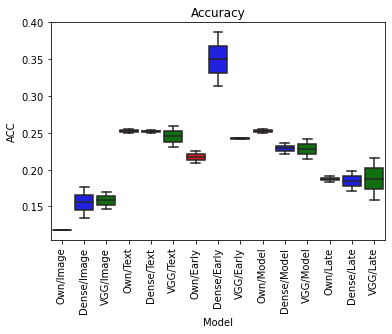 Accuracy
0.40
0.35
0.30
0.25
0.20
0.15
ACC
Own/Image
Dense/Image
VGG/Image
Own/Text
Dense/Text
VGG/Text
Own/Early
Dense/Early
VGG/Early
Own/Model
Dense/Model
VGG/Model
Own/Late
Dense/Late
VGG/Late
Model